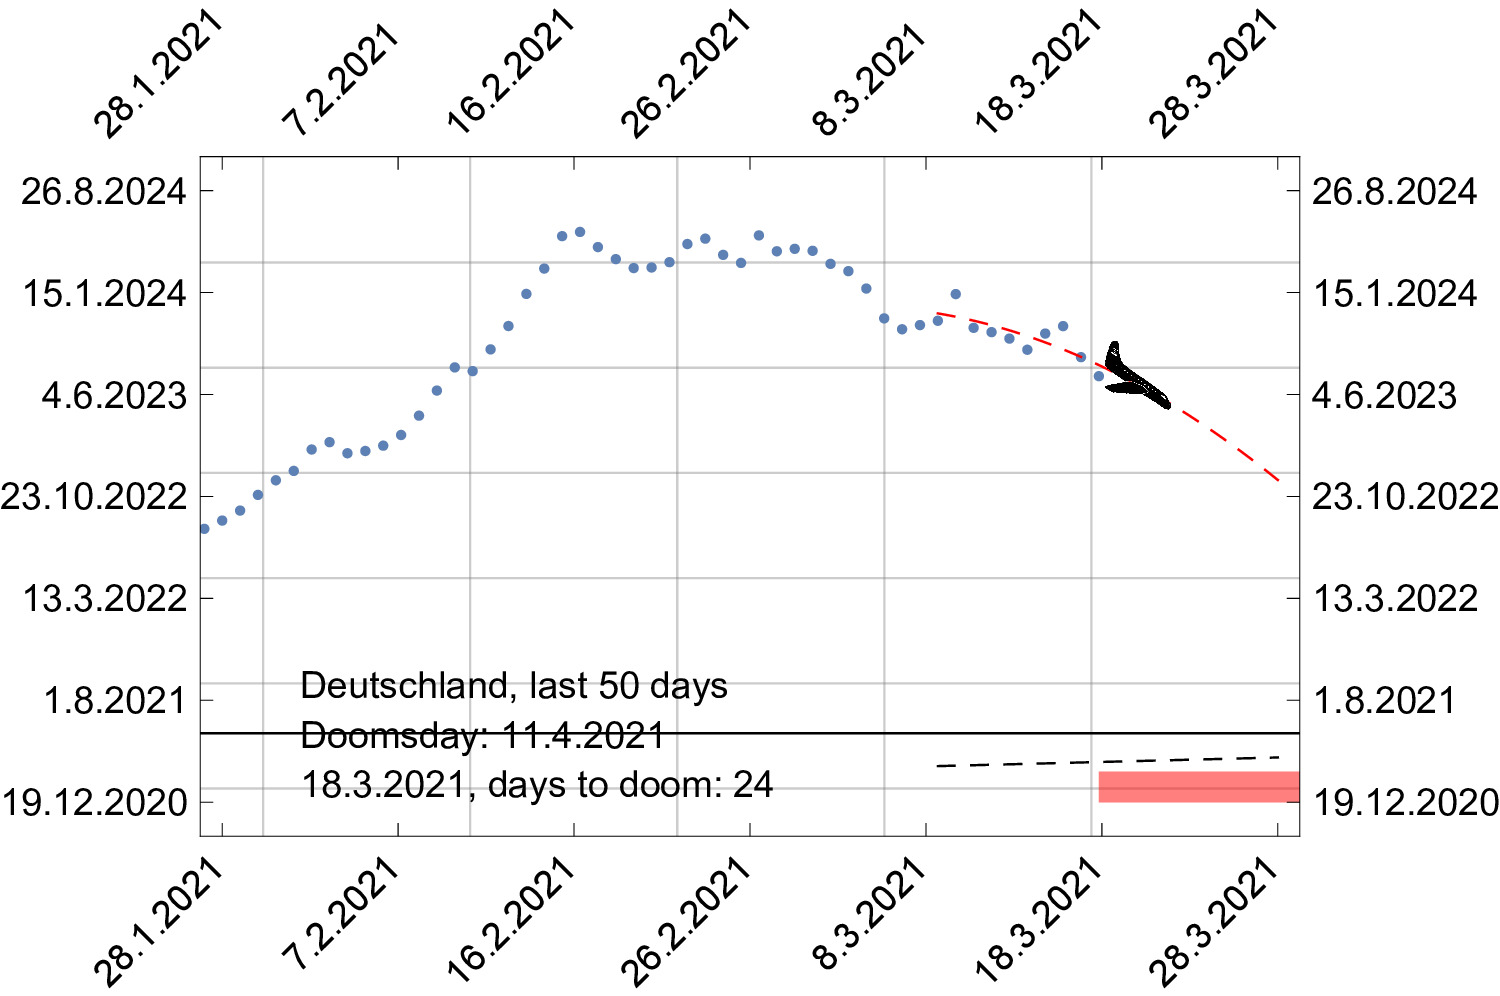 28.1.2021 7.2.2021 16.2.2021 26.2.2021 8.3.2021 18.3.2021 28.3.2021
26.8.2024 26.8.2024
15.1.2024 15.1.2024
4.6.2023 4.6.2023
23.10.2022 23.10.2022
13.3.2022 13.3.2022
Deutschland, last 50 days
1.8.2021 1.8.2021
Doomsday: 11.4.2021
18.3.2021, days to doom: 24
19.12.2020 19.12.2020
28.1.2021 7.2.2021 16.2.2021 26.2.2021 8.3.2021 18.3.2021 28.3.2021